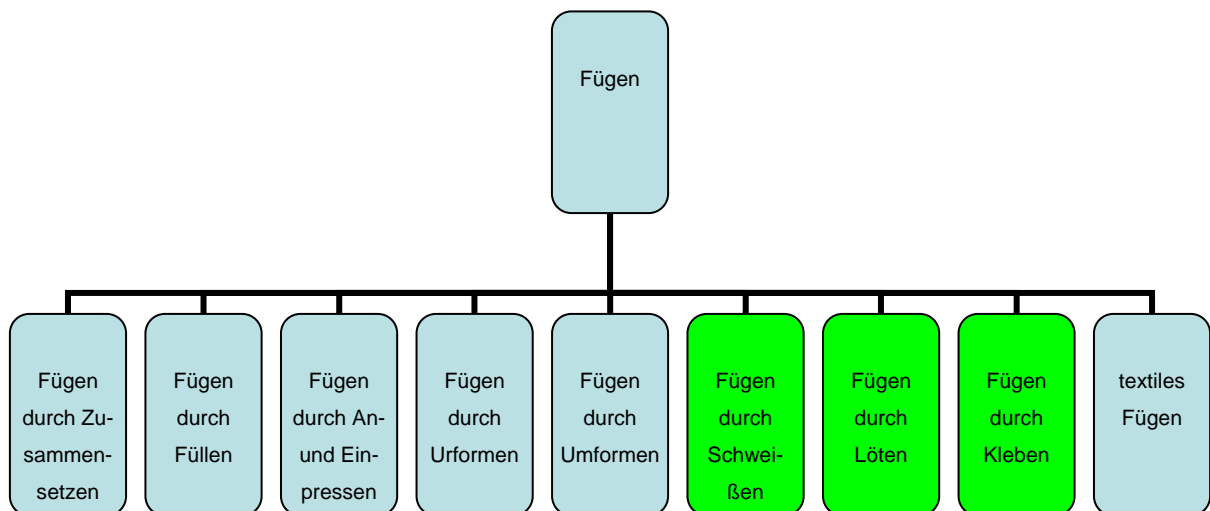 Fügen
Fügen
durch Zu-
sammen-
setzen
Fügen
durch
Füllen
Fügen
durch An-
und Ein-
pressen
Fügen
durch
Urformen
Fügen
durch
Umformen
Fügen
durch
Schwei-
ßen
Fügen
durch
Löten
Fügen
durch
Kleben
textiles
Fügen